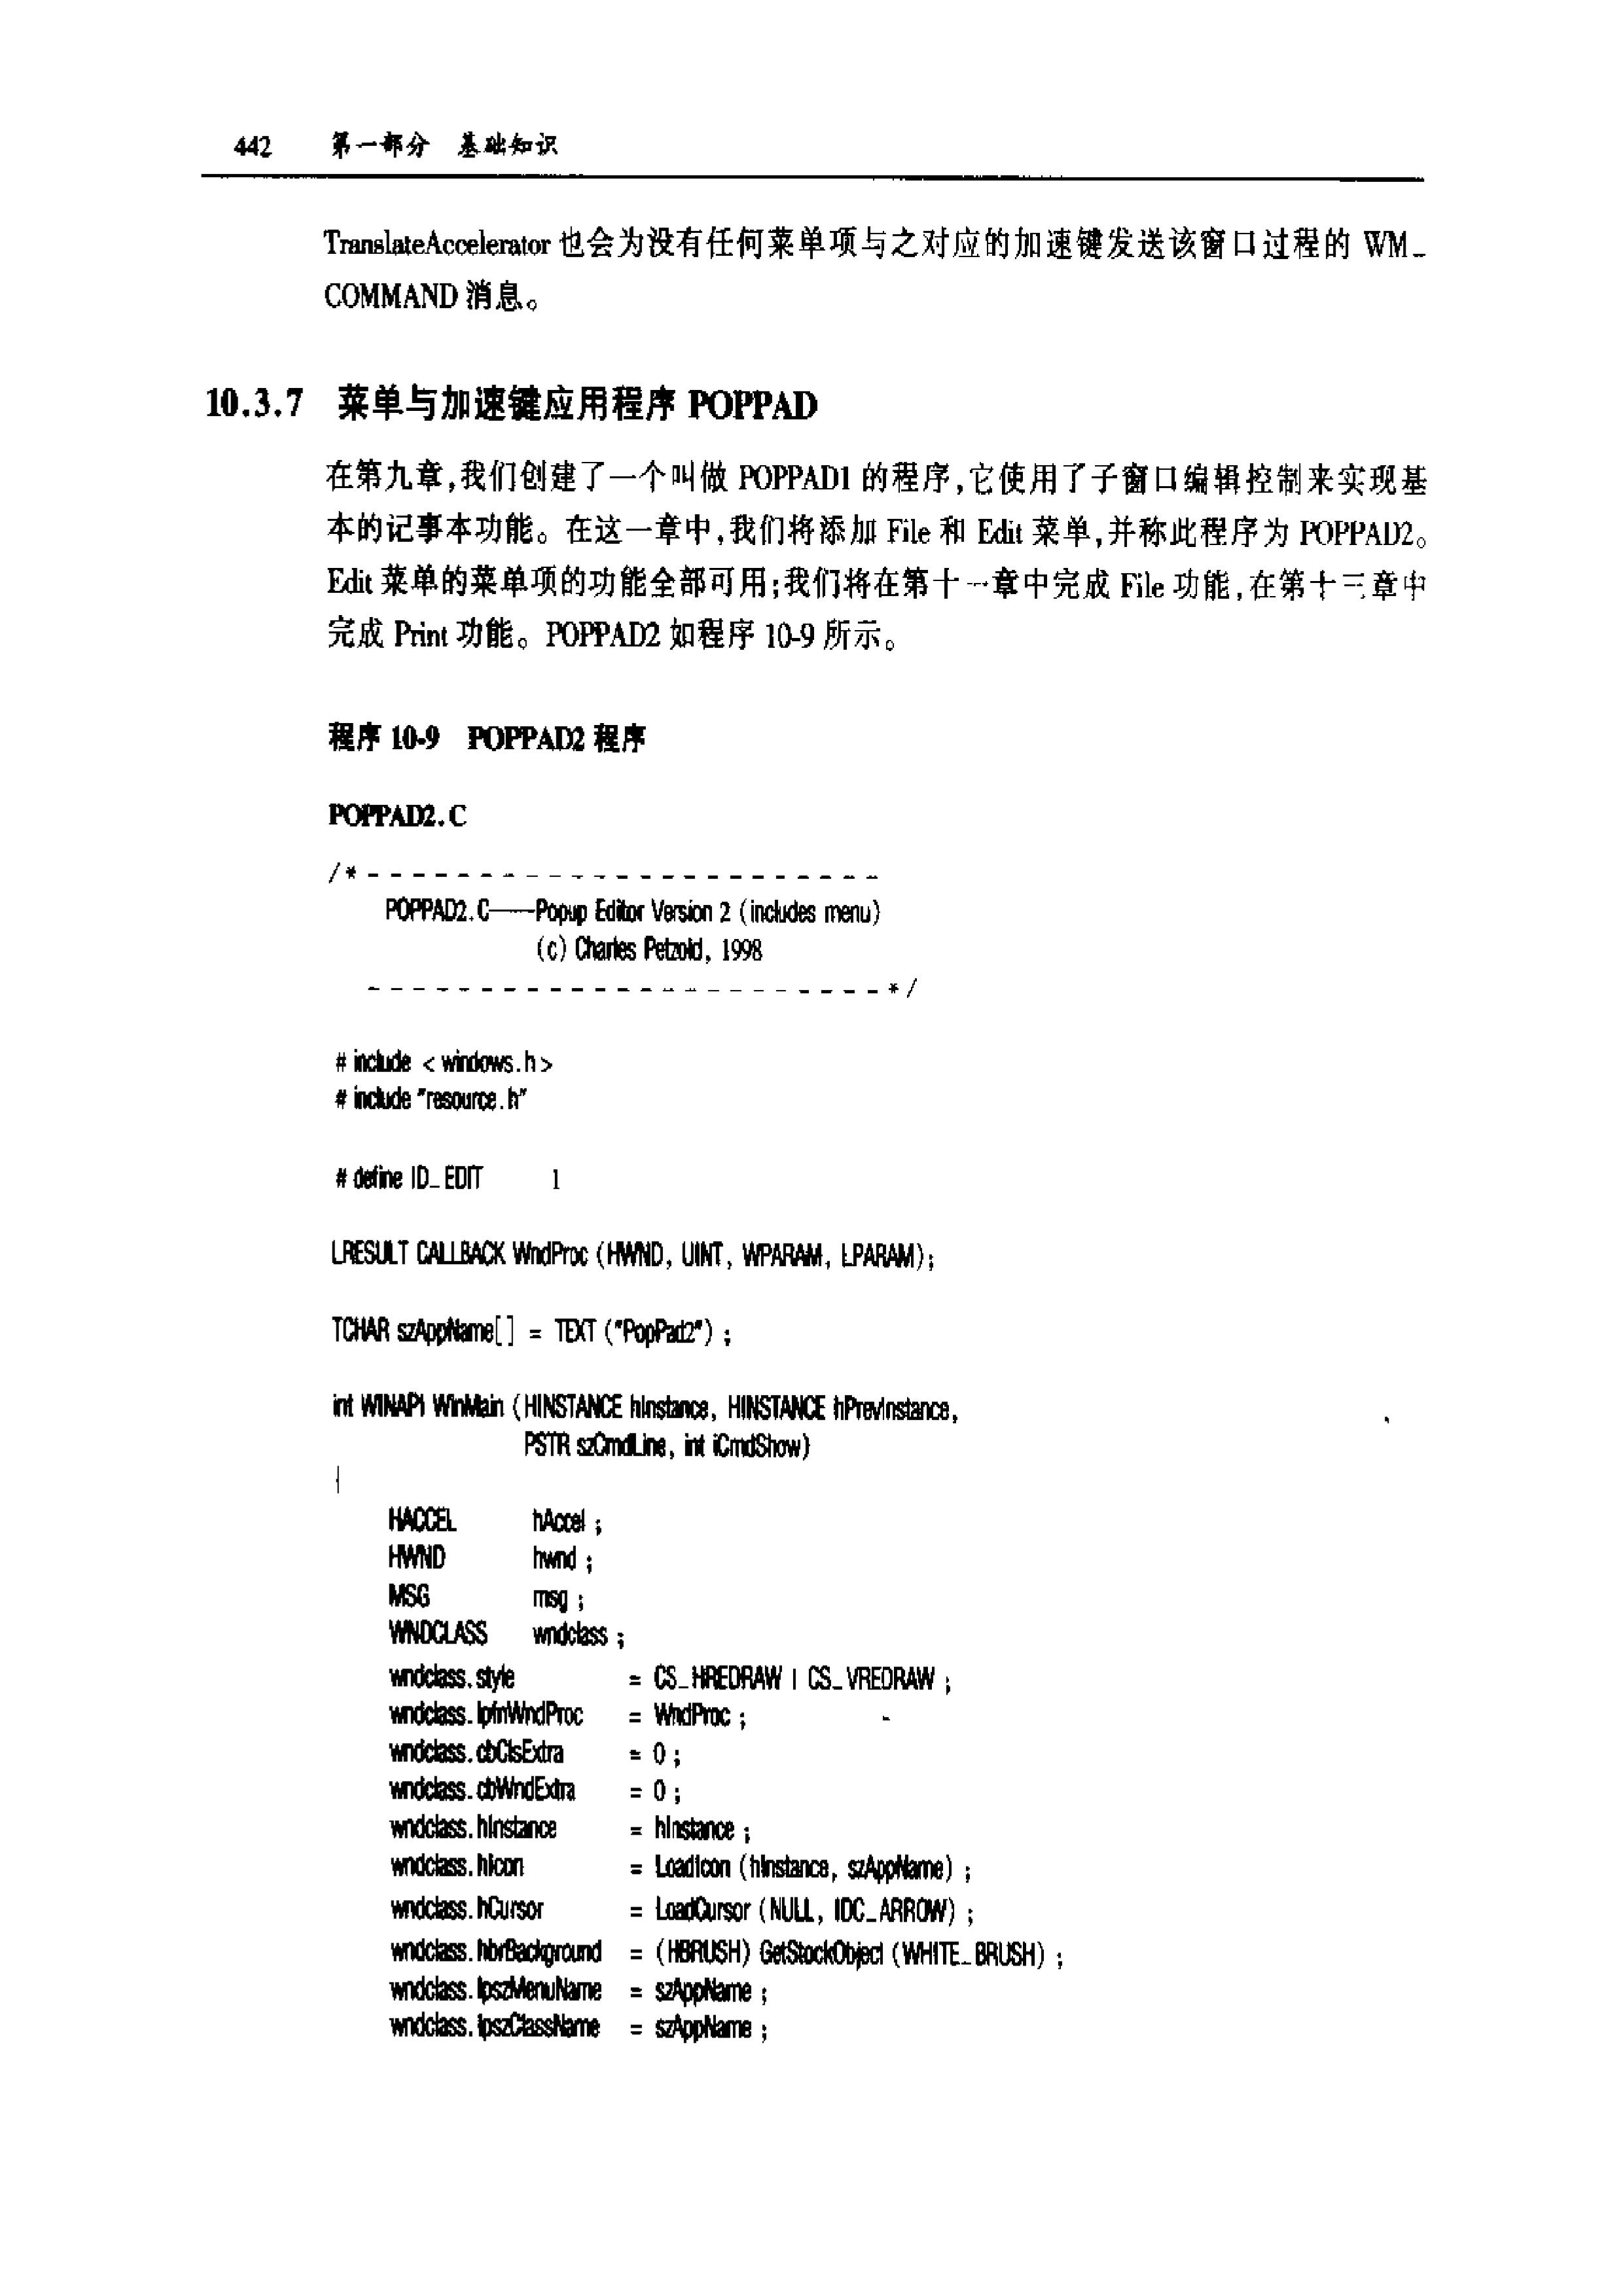 442 第一部分 基础知识
TranslateAccelerator 也会为没有任何菜单项与之对应的加速键发送该窗口过程的 WM_
COMMAND 消息。
10.3.7 菜单与加速键应用程序 POPPAD
在第九章,我们创建了一个叫做 POPPAD1 的程序,它使用了子窗口编辑控制来实现基
本的记事本功能。在这一章中,我们将添加 File 和 Edit 菜单,并称此程序为 POPPAD2。
Edit 菜单的菜单项的功能全部可用;我们将在第十一章中完成 File 功能,在第十三章中
完成 Print 功能。POPPAD2 如程序 10-9 所示。
程序 10-9 POPPAD2 程序
POPPAD2.C
/* - - - - - - - - - - - - - - - - - - - - - - -
POPPAD2.C——Popup Editor Version 2 (includes menu)
(c) Charles Petzold, 1998
- - - - - - - - - - - - - - - - - - - - - - - */
# include < windows.h >
# include "resource.h"
# define ID_EDIT 1
LRESULT CALLBACK WndProc (HWND, UINT, WPARAM, LPARAM);
TCHAR szAppName[] = TEXT ("PopPad2") ;
int WINAPI WinMain (HINSTANCE hInstance, HINSTANCE hPrevInstance,
PSTR szCmdLine, int iCmdShow)
{
HACCEL hAccel ;
HWND hwnd ;
MSG msg ;
WNDCLASS wndclass ;
wndclass.style = CS_HREDRAW | CS_VREDRAW ;
wndclass.lpfnWndProc = WndProc ;
wndclass.cbClsExtra = 0 ;
wndclass.cbWndExtra = 0 ;
wndclass.hInstance = hInstance ;
wndclass.hIcon = LoadIcon (hInstance, szAppName) ;
wndclass.hCursor = LoadCursor (NULL, IDC_ARROW) ;
wndclass.hbrBackground = (HBRUSH) GetStockObject (WHITE_BRUSH) ;
wndclass.lpszMenuName = szAppName ;
wndclass.lpszClassName = szAppName ;